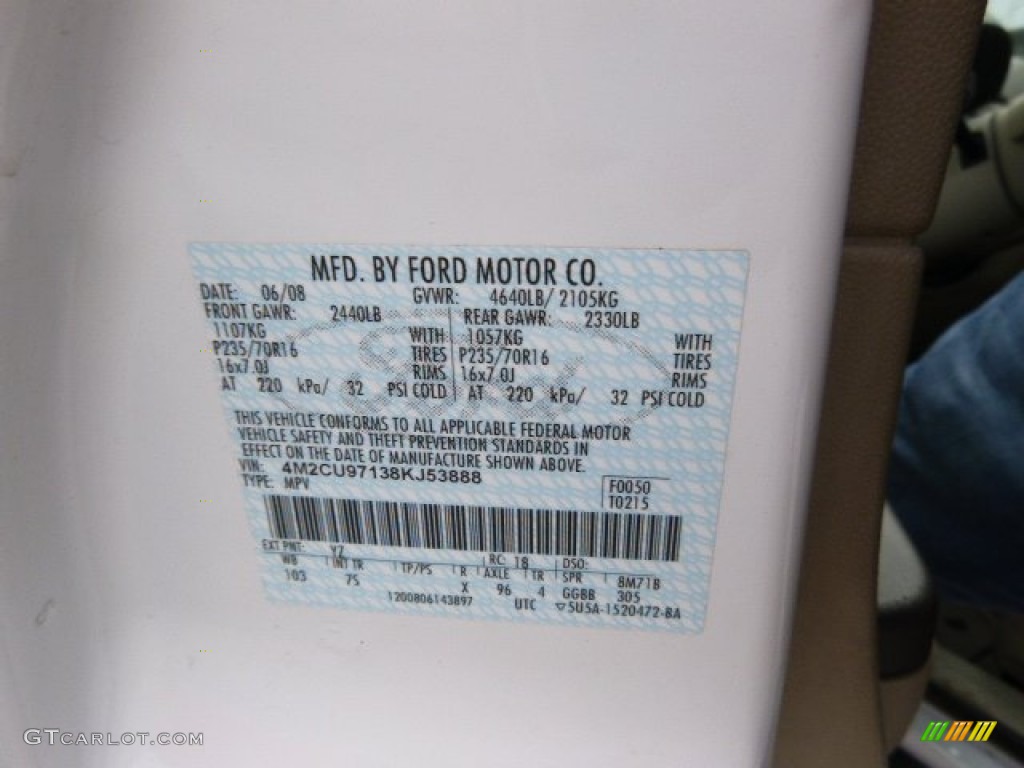 MFD. BY FORD MOTOR CO.
DATE: 06/08 GVWR: 4640LB/ 2105KG
FRONT GAWR: 2440LB REAR GAWR: 2330LB
1107KG WITH 1057KG WITH
P235/70R16 TIRES P235/70R16 TIRES
16x7.0J RIMS 16x7.0J RIMS
AT 220 kPa/ 32 PSI COLD AT 220 kPa/ 32 PSI COLD
THIS VEHICLE CONFORMS TO ALL APPLICABLE FEDERAL MOTOR
VEHICLE SAFETY AND THEFT PREVENTION STANDARDS IN
EFFECT ON THE DATE OF MANUFACTURE SHOWN ABOVE.
VIN: 4M2CU97138KJ53888
TYPE: MPV
F0050
T0215
EXT PNT: YZ RC: 18 DSO:
WB INT TR TP/PS R AXLE TR SPR 8M71B
103 75 X 96 4 GGBB 305
1200806143897 UTC ▽5U5A-1520472-BA
GTCARLOT.COM